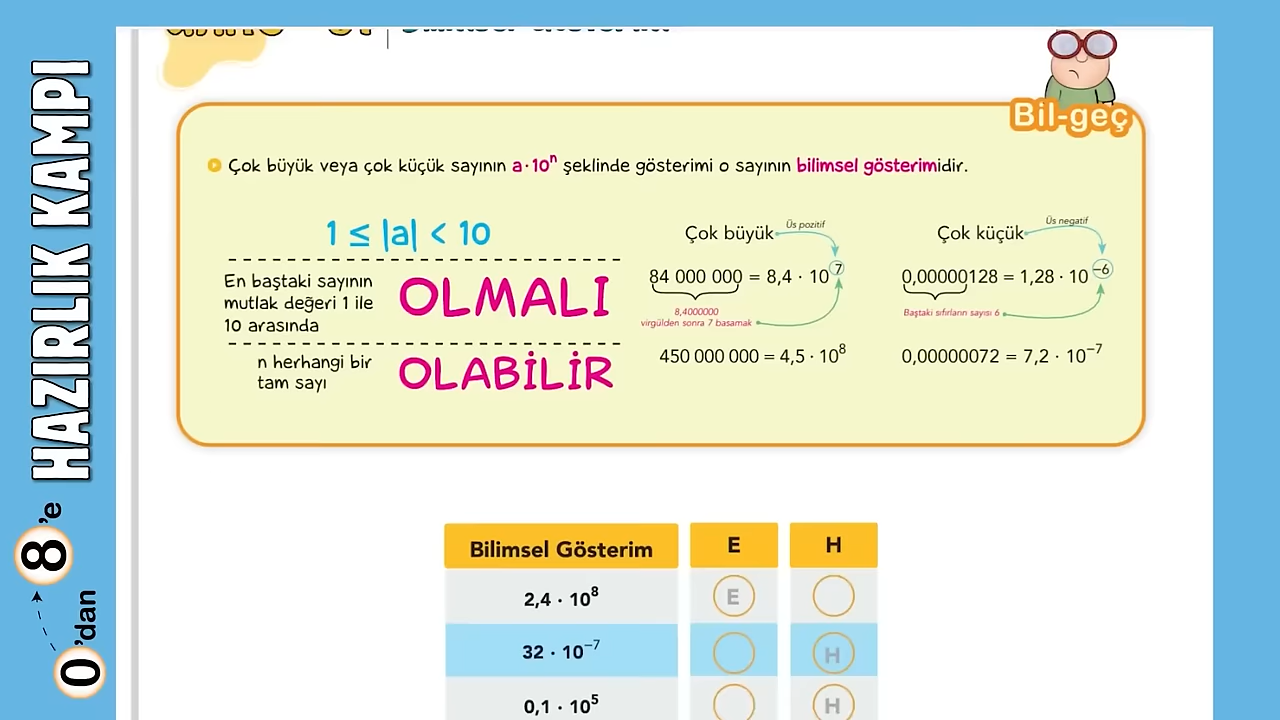 HAZIRLIK KAMPI
0'dan 8'e
Bil-geç
Çok büyük veya çok küçük sayının a·10ⁿ şeklinde gösterimi o sayının bilimsel gösterimidir.
1 ≤ |a| < 10
En baştaki sayının
mutlak değeri 1 ile
10 arasında
OLMALI
n herhangi bir
tam sayı
OLABİLİR
Üs pozitif
Çok büyük
84 000 000 = 8,4 · 10⁷
8,4000000
virgülden sonra 7 basamak
450 000 000 = 4,5 · 10⁸
Üs negatif
Çok küçük
0,00000128 = 1,28 · 10⁻⁶
Baştaki sıfırların sayısı 6
0,00000072 = 7,2 · 10⁻⁷
Bilimsel Gösterim E H
2,4 · 10⁸ E
32 · 10⁻⁷ H
0,1 · 10⁵ H